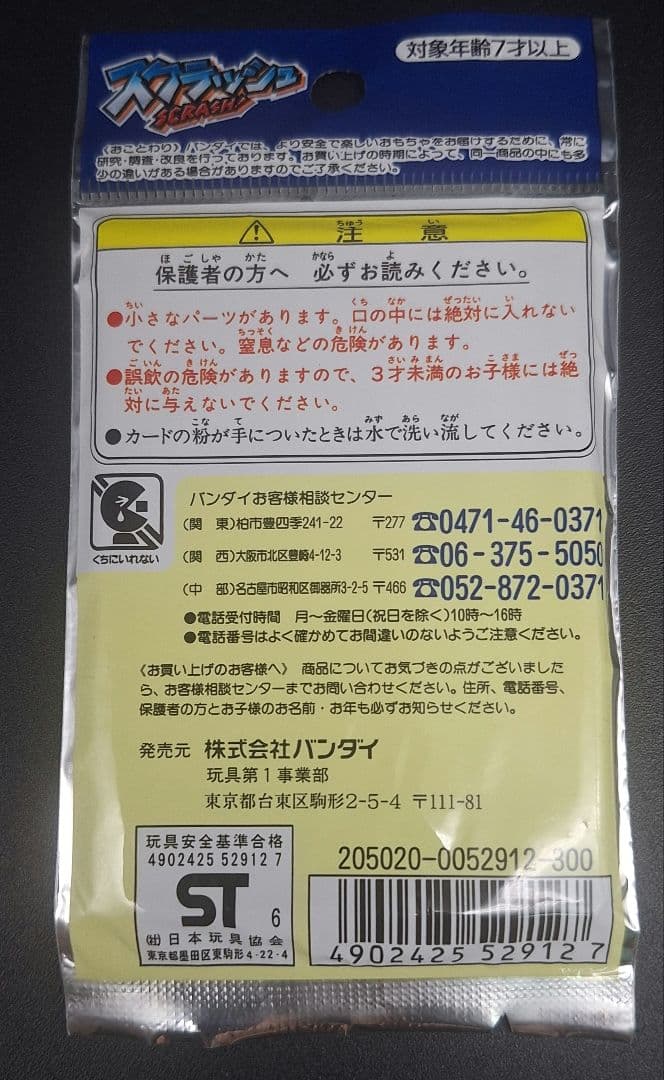 スクラッシュ
SCRASH!
対象年齢7才以上
〈おことわり〉バンダイでは、より安全で楽しいおもちゃをお届けするために、常に
研究・調査・改良を行っております。お買い上げの時期によって、同一商品の中にも多
少の違いがある場合がありますのでご了承ください。
注意
保護者の方へ 必ずお読みください。
●小さなパーツがあります。口の中には絶対に入れない
でください。窒息などの危険があります。
●誤飲の危険がありますので、3才未満のお子様には絶
対に与えないでください。
●カードの粉が手についたときは水で洗い流してください。
くちにいれない
バンダイお客様相談センター
(関 東)柏市豊四季241-22 〒277 ☎0471-46-0371
(関 西)大阪市北区豊崎4-12-3 〒531 ☎06-375-5050
(中 部)名古屋市昭和区御器所3-2-5 〒466 ☎052-872-0371
●電話受付時間 月〜金曜日(祝日を除く)10時〜16時
●電話番号はよく確かめてお間違いのないようご注意ください。
〈お買い上げのお客様へ〉 商品についてお気づきの点がございました
ら、お客様相談センターまでお問い合わせください。住所、電話番号、
保護者の方とお子様のお名前・お年も必ずお知らせください。
発売元 株式会社バンダイ
玩具第1事業部
東京都台東区駒形2-5-4 〒111-81
玩具安全基準合格
4902425 52912 7
ST 6
㈳日本玩具協会
東京都墨田区東駒形4-22-4
205020-0052912-300
4 902425 529127